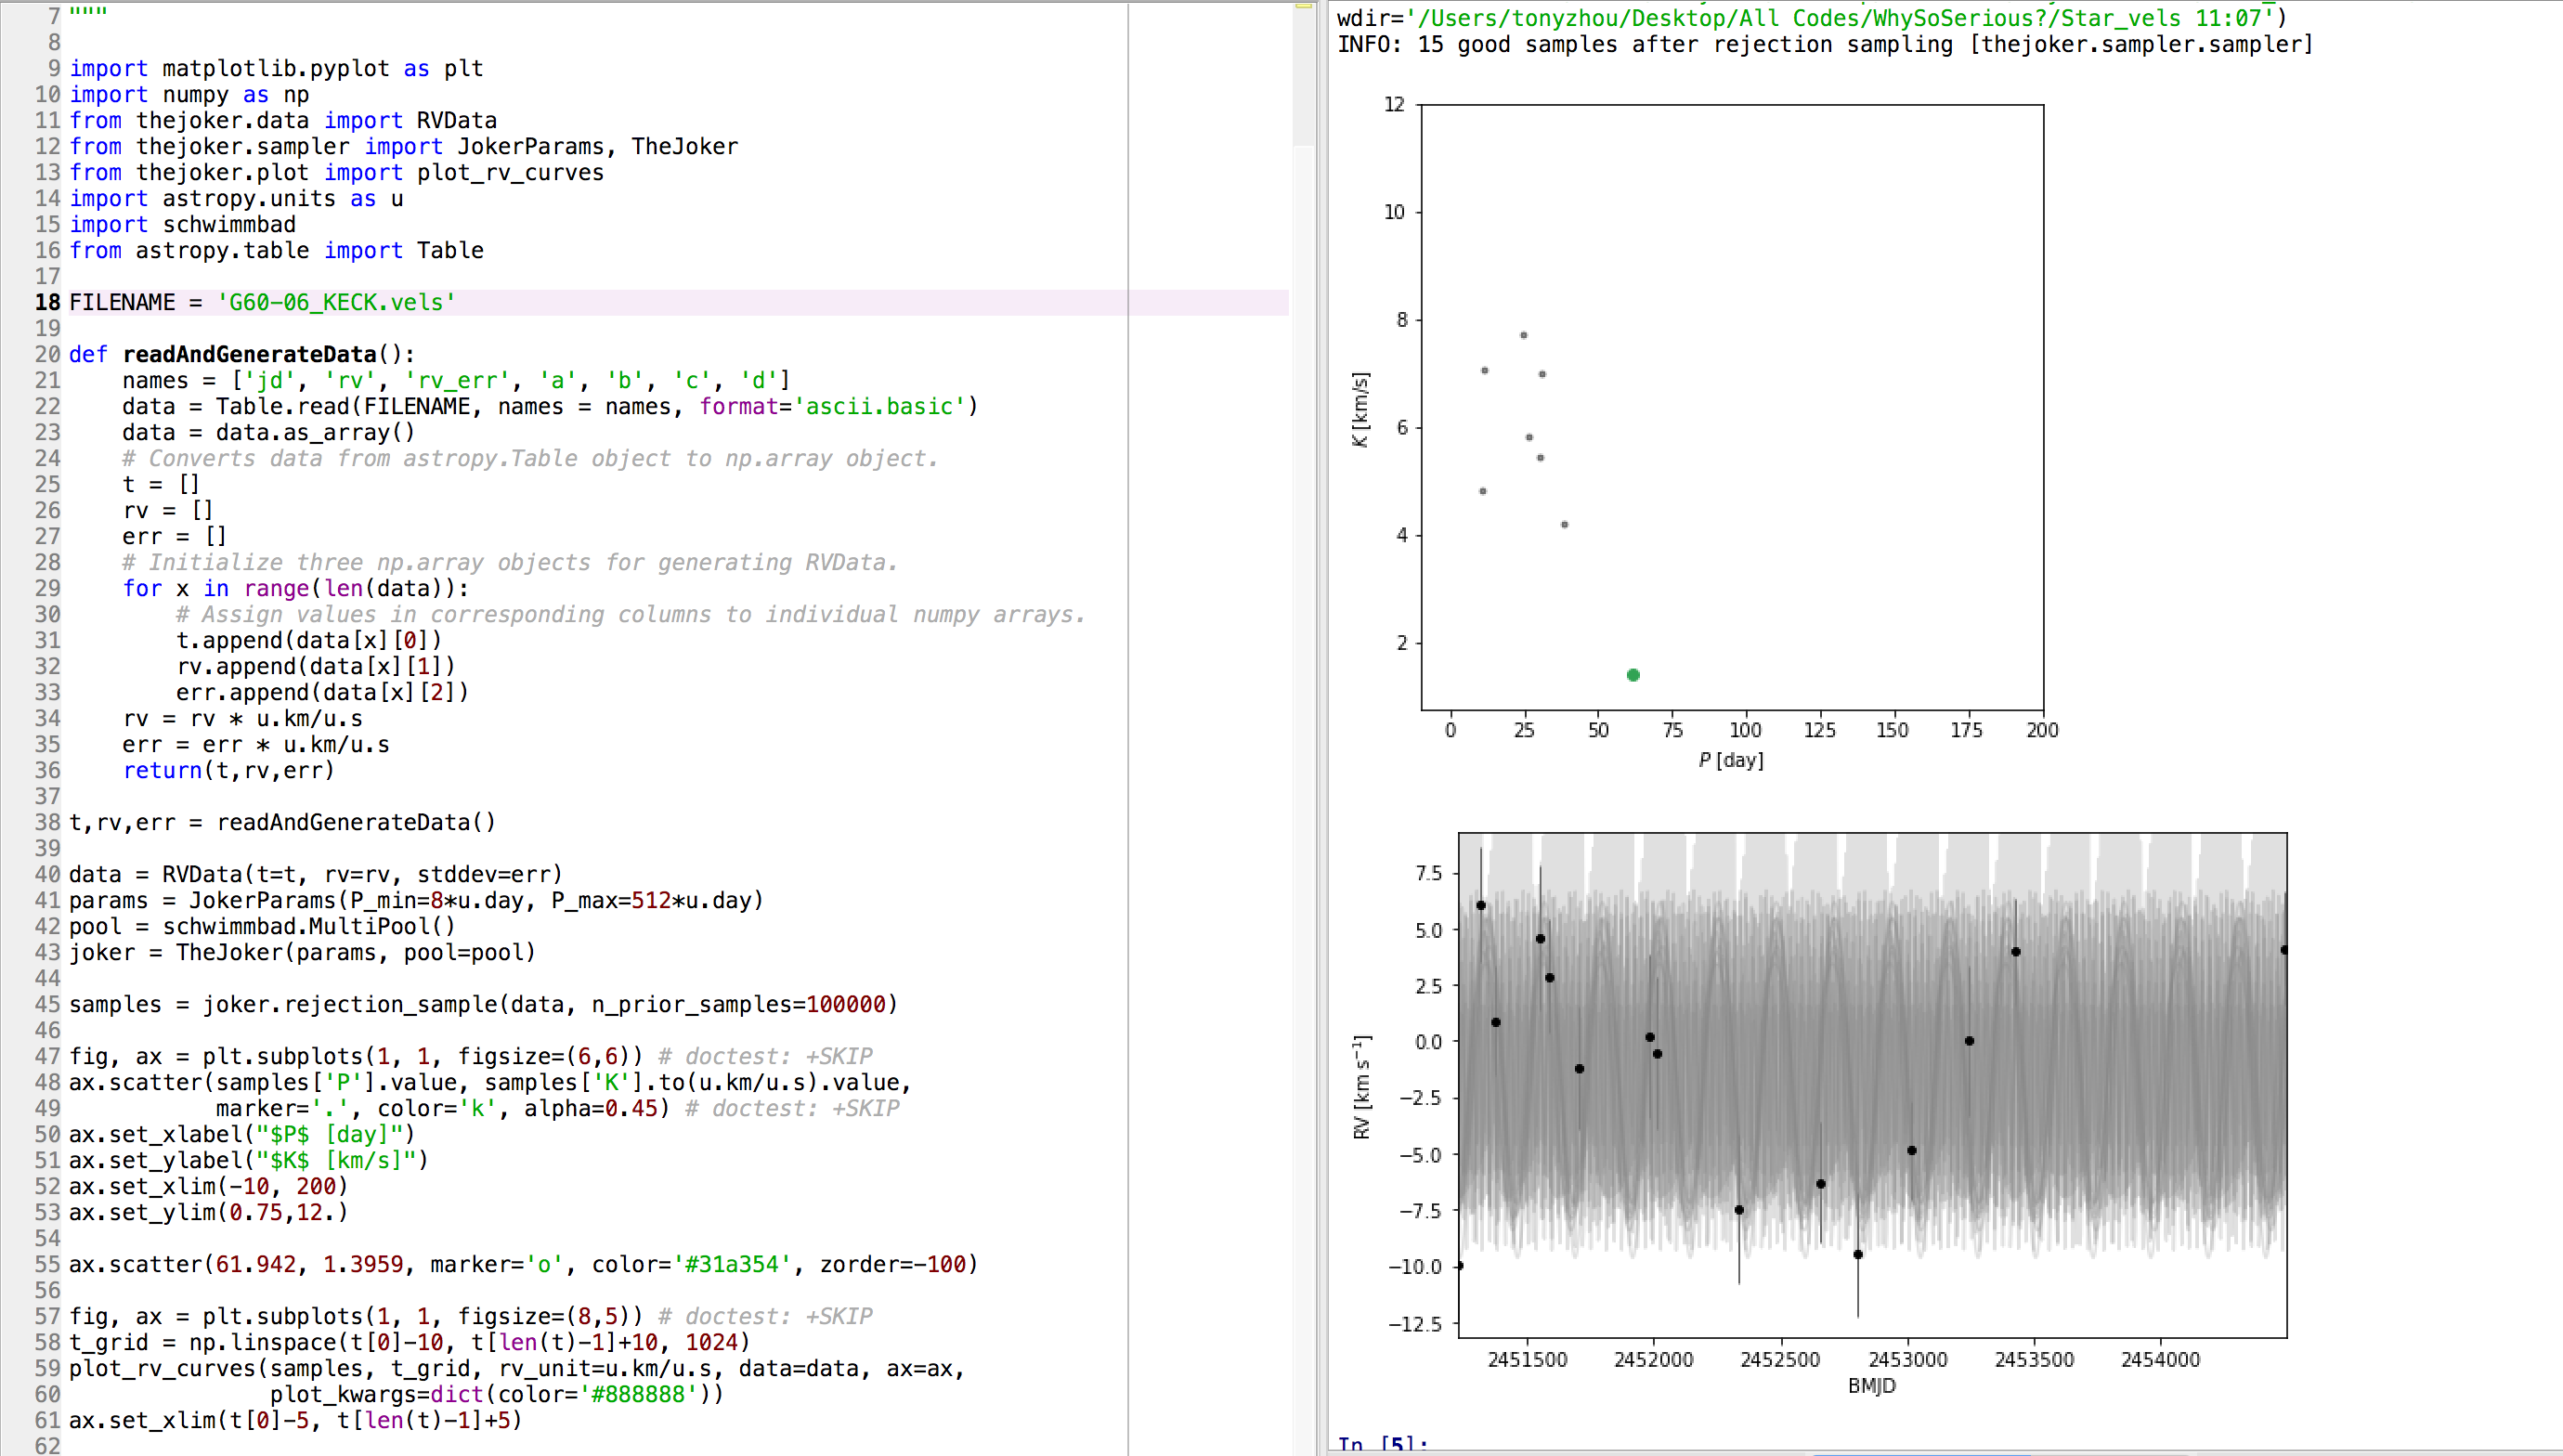 7 """
8
9 import matplotlib.pyplot as plt
10 import numpy as np
11 from thejoker.data import RVData
12 from thejoker.sampler import JokerParams, TheJoker
13 from thejoker.plot import plot_rv_curves
14 import astropy.units as u
15 import schwimmbad
16 from astropy.table import Table
17
18 FILENAME = 'G60-06_KECK.vels'
19
20 def readAndGenerateData():
21     names = ['jd', 'rv', 'rv_err', 'a', 'b', 'c', 'd']
22     data = Table.read(FILENAME, names = names, format='ascii.basic')
23     data = data.as_array()
24     # Converts data from astropy.Table object to np.array object.
25     t = []
26     rv = []
27     err = []
28     # Initialize three np.array objects for generating RVData.
29     for x in range(len(data)):
30         # Assign values in corresponding columns to individual numpy arrays.
31         t.append(data[x][0])
32         rv.append(data[x][1])
33         err.append(data[x][2])
34     rv = rv * u.km/u.s
35     err = err * u.km/u.s
36     return(t,rv,err)
37
38 t,rv,err = readAndGenerateData()
39
40 data = RVData(t=t, rv=rv, stddev=err)
41 params = JokerParams(P_min=8*u.day, P_max=512*u.day)
42 pool = schwimmbad.MultiPool()
43 joker = TheJoker(params, pool=pool)
44
45 samples = joker.rejection_sample(data, n_prior_samples=100000)
46
47 fig, ax = plt.subplots(1, 1, figsize=(6,6)) # doctest: +SKIP
48 ax.scatter(samples['P'].value, samples['K'].to(u.km/u.s).value,
49            marker='.', color='k', alpha=0.45) # doctest: +SKIP
50 ax.set_xlabel("$P$ [day]")
51 ax.set_ylabel("$K$ [km/s]")
52 ax.set_xlim(-10, 200)
53 ax.set_ylim(0.75,12.)
54
55 ax.scatter(61.942, 1.3959, marker='o', color='#31a354', zorder=-100)
56
57 fig, ax = plt.subplots(1, 1, figsize=(8,5)) # doctest: +SKIP
58 t_grid = np.linspace(t[0]-10, t[len(t)-1]+10, 1024)
59 plot_rv_curves(samples, t_grid, rv_unit=u.km/u.s, data=data, ax=ax,
60                plot_kwargs=dict(color='#888888'))
61 ax.set_xlim(t[0]-5, t[len(t)-1]+5)
62
wdir='/Users/tonyzhou/Desktop/All Codes/WhySoSerious?/Star_vels 11:07')
INFO: 15 good samples after rejection sampling [thejoker.sampler.sampler]
12
10
8
6
4
2
K [km/s]
0 25 50 75 100 125 150 175 200
P [day]
7.5
5.0
2.5
0.0
−2.5
−5.0
−7.5
−10.0
−12.5
RV [km s⁻¹]
2451500 2452000 2452500 2453000 2453500 2454000
BMJD
In [5]: